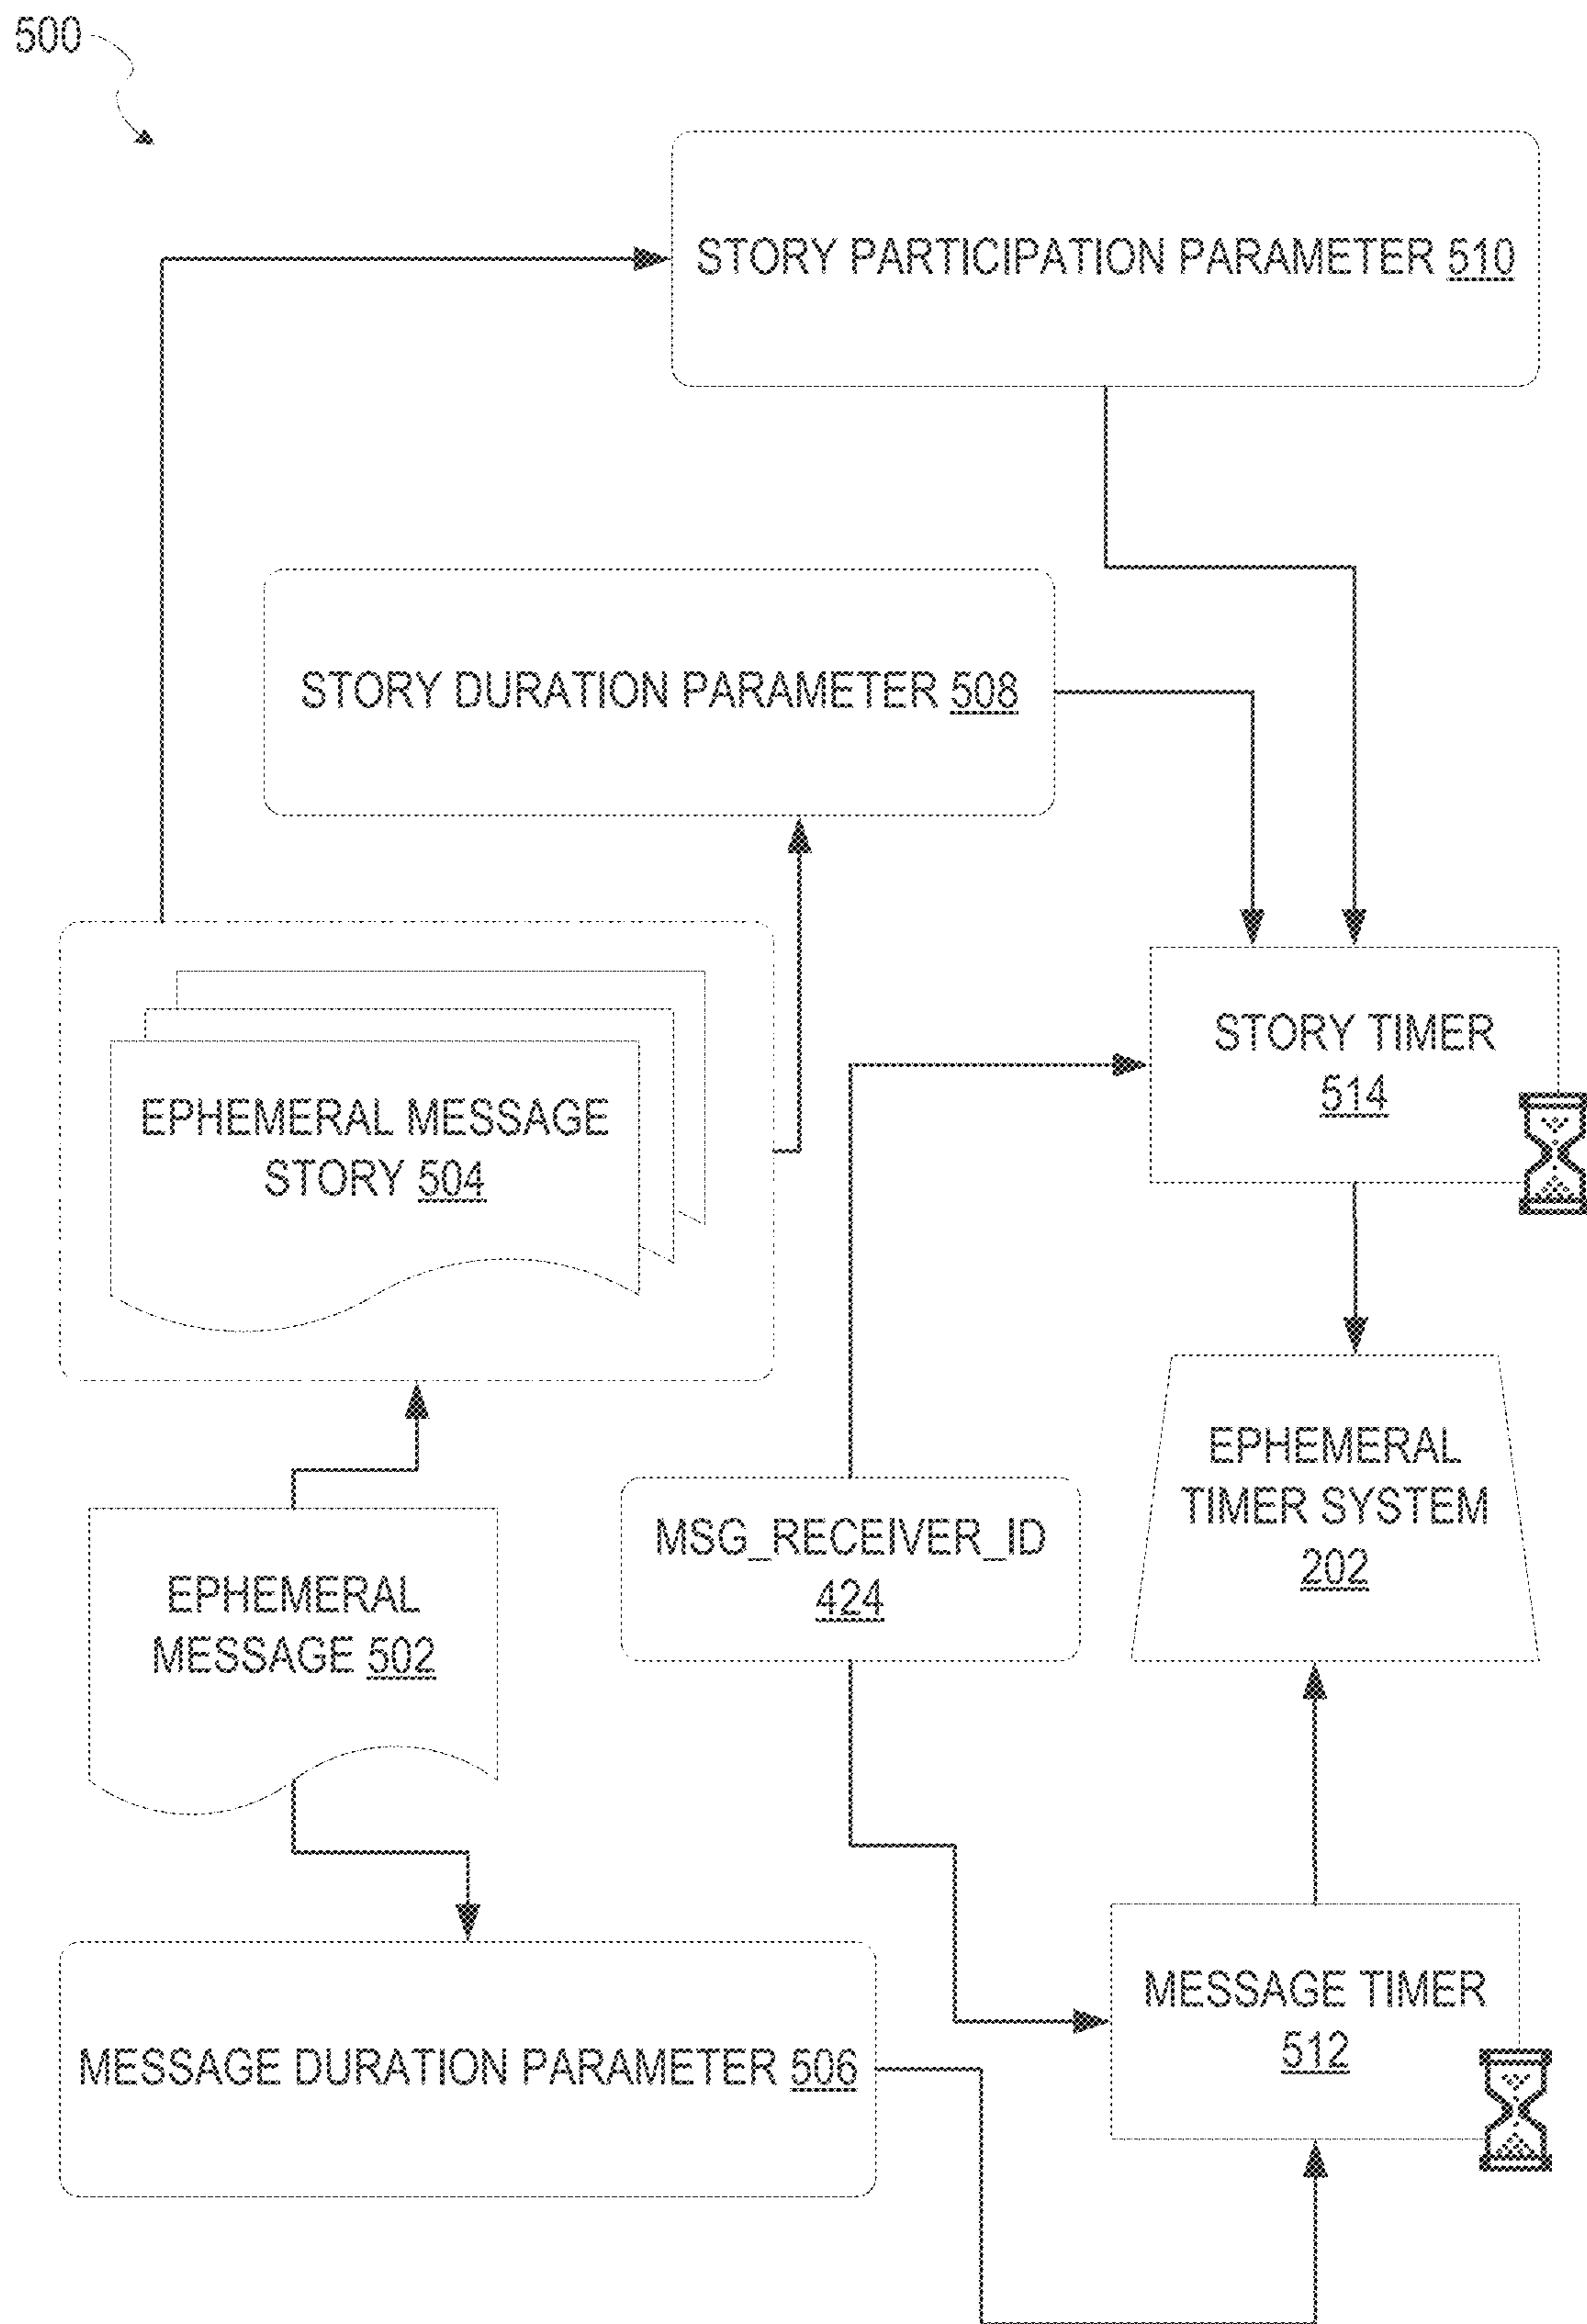 500
STORY PARTICIPATION PARAMETER 510
STORY DURATION PARAMETER 508
STORY TIMER
514
EPHEMERAL MESSAGE
STORY 504
EPHEMERAL
TIMER SYSTEM
202
MSG_RECEIVER_ID
424
EPHEMERAL
MESSAGE 502
MESSAGE TIMER
512
MESSAGE DURATION PARAMETER 506